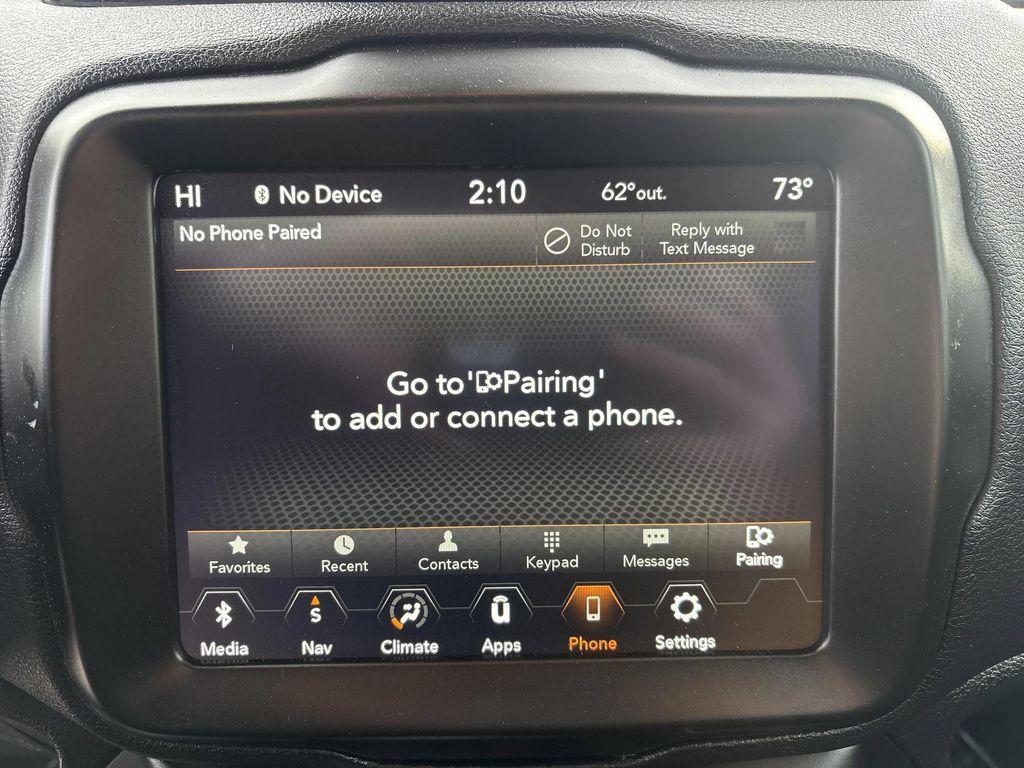 HI No Device 2:10 62°out. 73°
No Phone Paired
Do Not
Disturb
Reply with
Text Message
Go to 'Pairing'
to add or connect a phone.
Favorites Recent Contacts Keypad Messages Pairing
S
Media Nav Climate Apps Phone Settings